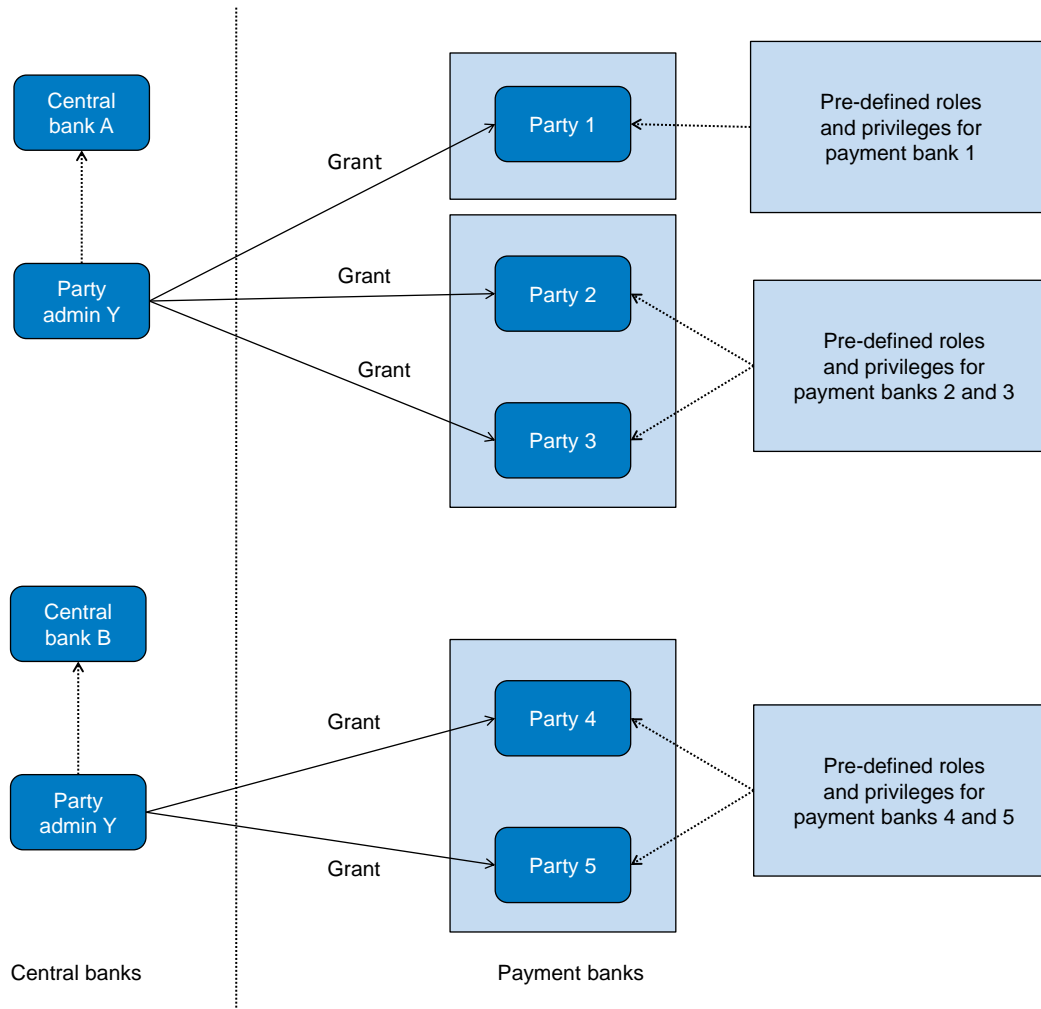 Central
bank A
Party
admin Y
Grant
Grant
Grant
Party 1
Party 2
Party 3
Pre-defined roles
and privileges for
payment bank 1
Pre-defined roles
and privileges for
payment banks 2 and 3
Central
bank B
Party
admin Y
Grant
Grant
Party 4
Party 5
Pre-defined roles
and privileges for
payment banks 4 and 5
Central banks
Payment banks